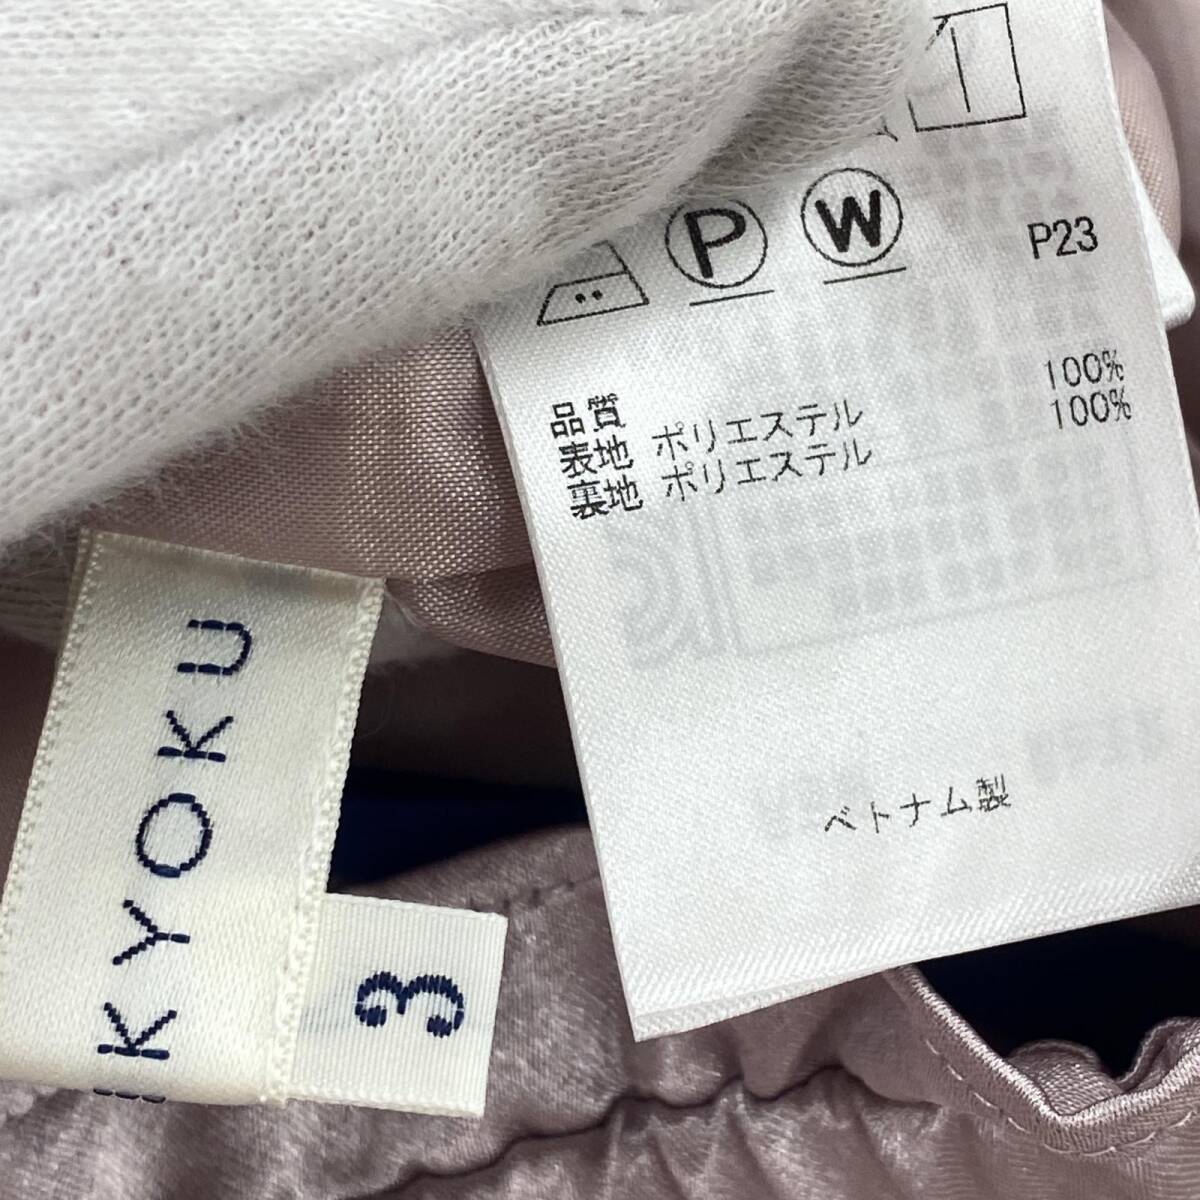 P W
P23
品質
表地 ポリエステル 100%
裏地 ポリエステル 100%
ベトナム製
KYOKU
3